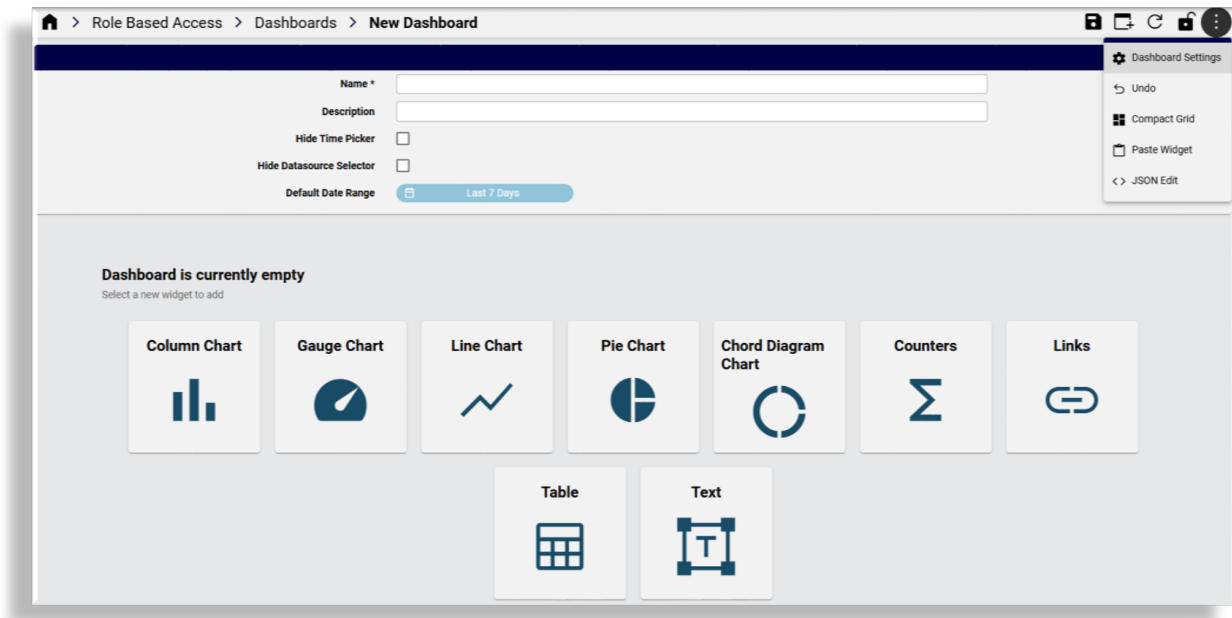 Role Based Access > Dashboards > New Dashboard
Dashboard Settings
Undo
Compact Grid
Paste Widget
JSON Edit
Name *
Description
Hide Time Picker
Hide Datasource Selector
Default Date Range Last 7 Days
Dashboard is currently empty
Select a new widget to add
Column Chart
Gauge Chart
Line Chart
Pie Chart
Chord Diagram
Chart
Counters
Links
Table
Text
T